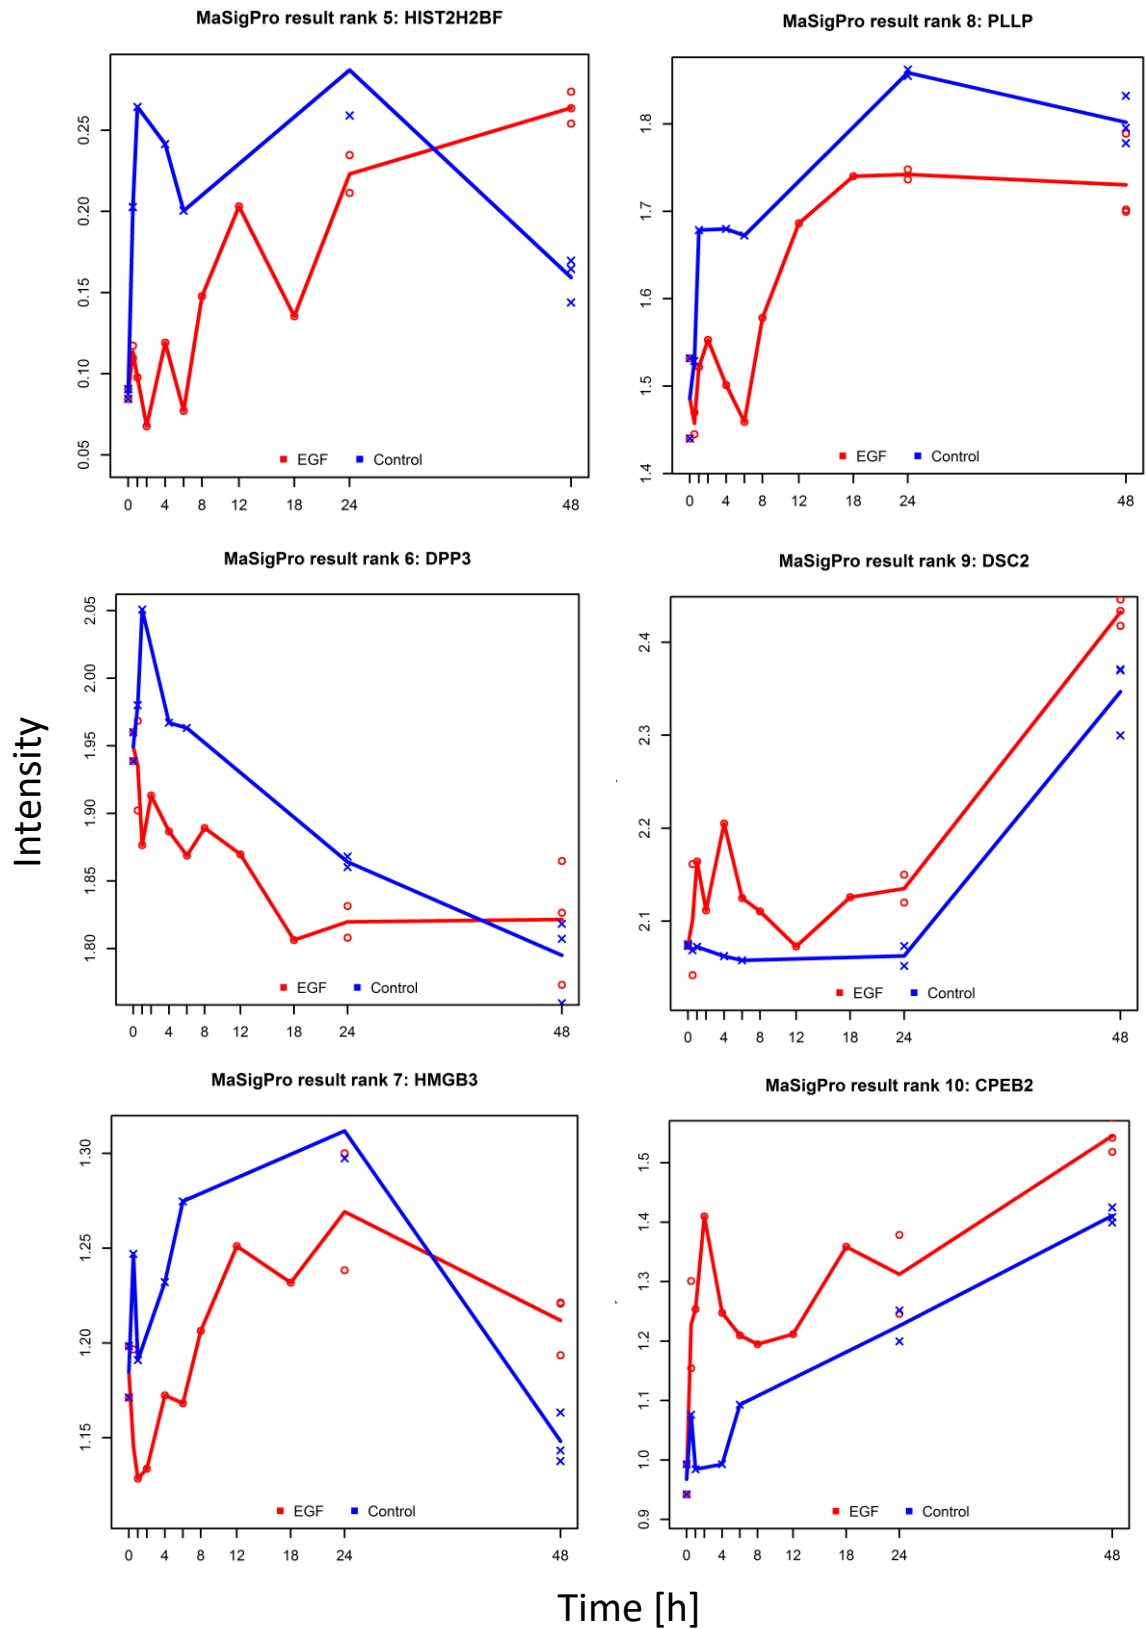 MaSigPro result rank 5: HIST2H2BF
0.25
0.20
0.15
0.10
0.05
EGF Control
0 4 8 12 18 24 48
MaSigPro result rank 8: PLLP
1.8
1.7
1.6
1.5
1.4
EGF Control
0 4 8 12 18 24 48
MaSigPro result rank 6: DPP3
2.05
2.00
1.95
1.90
1.85
1.80
EGF Control
0 4 8 12 18 24 48
MaSigPro result rank 9: DSC2
2.4
2.3
2.2
2.1
EGF Control
0 4 8 12 18 24 48
Intensity
MaSigPro result rank 7: HMGB3
1.30
1.25
1.20
1.15
EGF Control
0 4 8 12 18 24 48
MaSigPro result rank 10: CPEB2
1.5
1.4
1.3
1.2
1.1
1.0
0.9
EGF Control
0 4 8 12 18 24 48
Time [h]